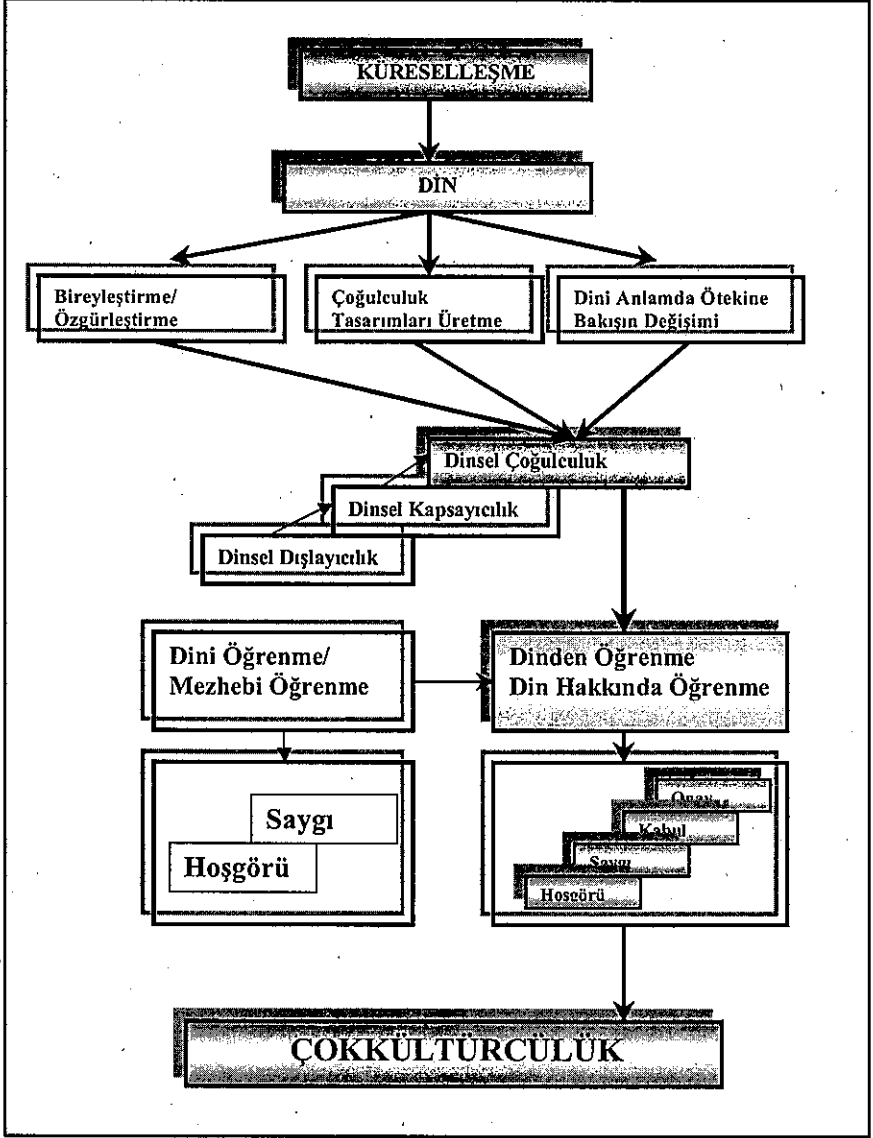 KÜRESELLEŞME
DİN
Bireyleştirme/
Özgürleştirme
Çoğulculuk
Tasarımları Üretme
Dini Anlamda Ötekine
Bakışın Değişimi
Dinsel Çoğulculuk
Dinsel Kapsayıcılık
Dinsel Dışlayıcılık
Dini Öğrenme/
Mezhebi Öğrenme
Dinden Öğrenme
Din Hakkında Öğrenme
Saygı
Hoşgörü
Onay
Kabul
Saygı
Hoşgörü
ÇOKKÜLTÜRCÜLÜK